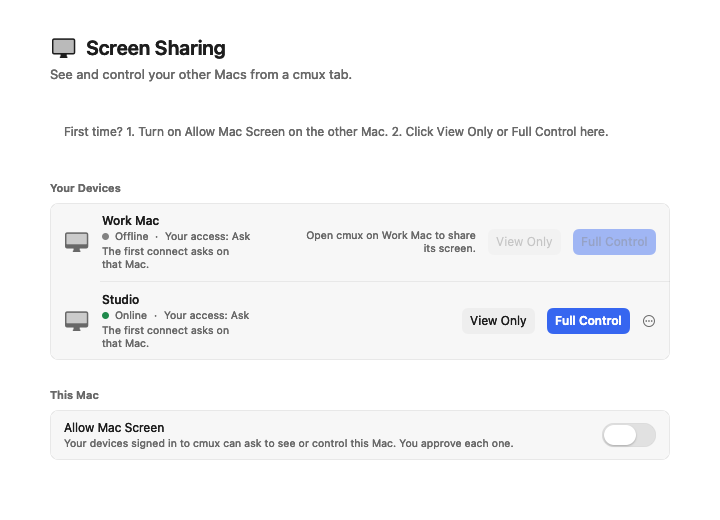 Screen Sharing
See and control your other Macs from a cmux tab.
First time? 1. Turn on Allow Mac Screen on the other Mac. 2. Click View Only or Full Control here.
Your Devices
Work Mac
Offline · Your access: Ask
The first connect asks on
that Mac.
Open cmux on Work Mac to share
its screen.
View Only
Full Control
Studio
Online · Your access: Ask
The first connect asks on
that Mac.
View Only
Full Control
This Mac
Allow Mac Screen
Your devices signed in to cmux can ask to see or control this Mac. You approve each one.